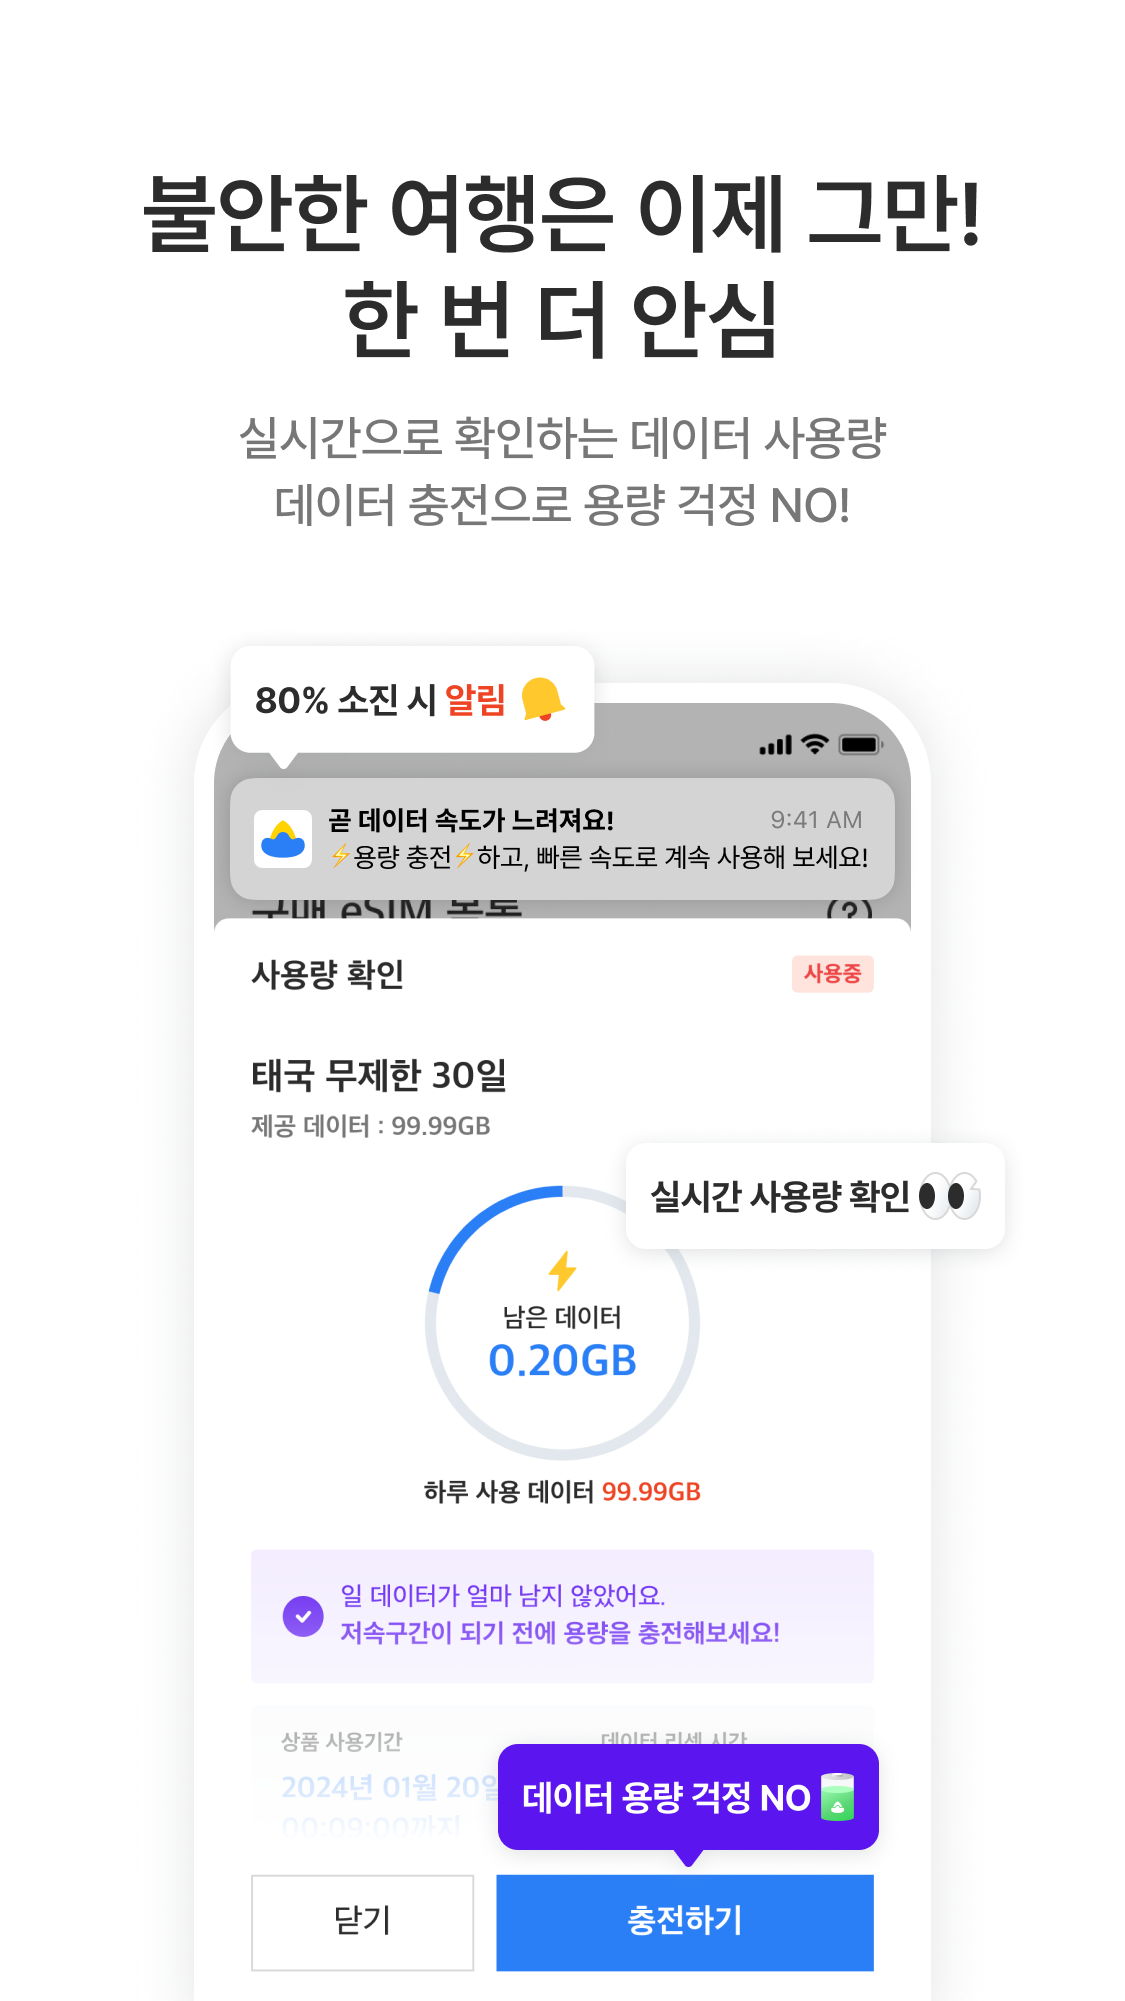 불안한 여행은 이제 그만!
한 번 더 안심
실시간으로 확인하는 데이터 사용량
데이터 충전으로 용량 걱정 NO!
80% 소진 시 알림
곧 데이터 속도가 느려져요!
9:41 AM
⚡용량 충전⚡하고, 빠른 속도로 계속 사용해 보세요!
구매 eSIM 목록
사용량 확인
사용중
태국 무제한 30일
제공 데이터 : 99.99GB
실시간 사용량 확인
남은 데이터
0.20GB
하루 사용 데이터 99.99GB
일 데이터가 얼마 남지 않았어요.
저속구간이 되기 전에 용량을 충전해보세요!
상품 사용기간
데이터 리셋 시간
2024년 01월 20일
00:09:00까지
데이터 용량 걱정 NO
닫기
충전하기